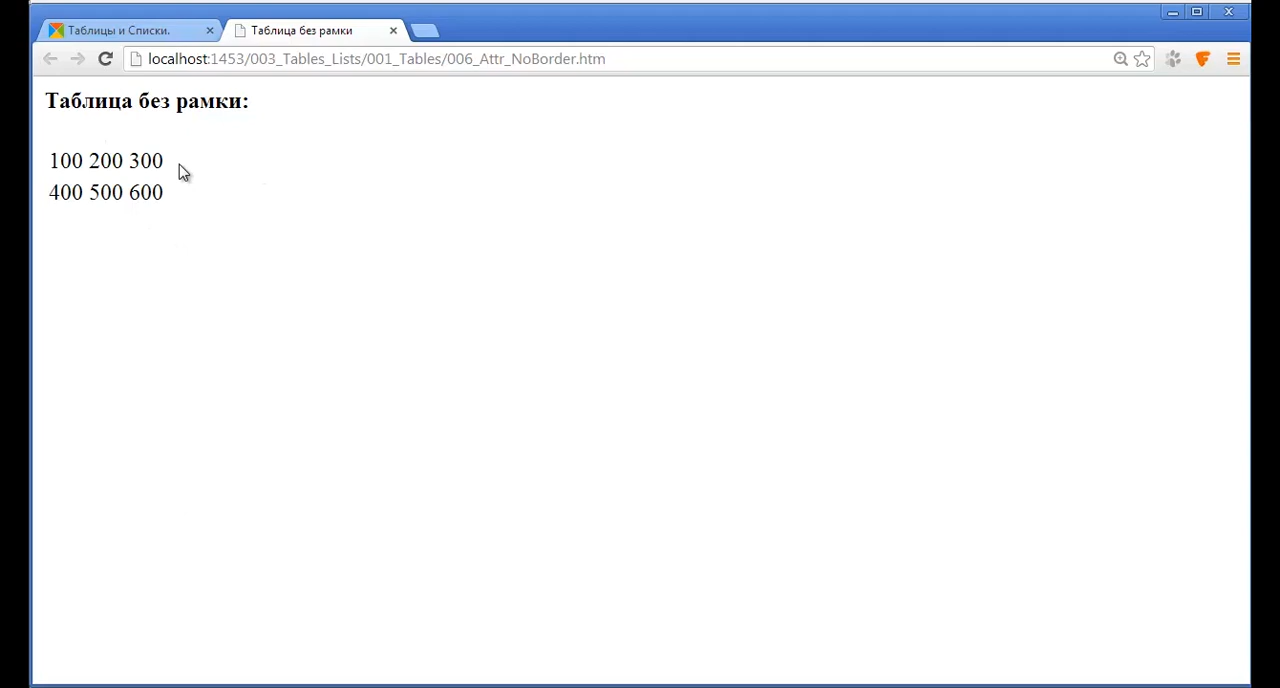 Таблицы и Списки.
Таблица без рамки
localhost:1453/003_Tables_Lists/001_Tables/006_Attr_NoBorder.htm
Таблица без рамки:
100 200 300
400 500 600